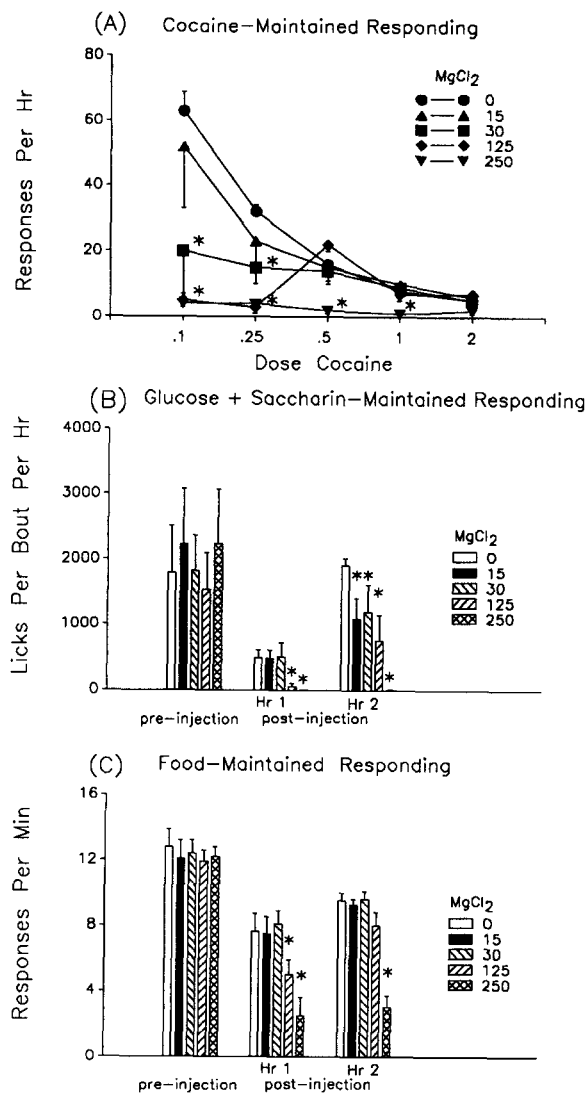 (A) Cocaine-Maintained Responding
Responses Per Hr
80
60
40
20
0
MgCl2
0
15
30
125
250
*
*
*
*
*
*
.1 .25 .5 1 2
Dose Cocaine
(B) Glucose + Saccharin-Maintained Responding
Licks Per Bout Per Hr
4000
3000
2000
1000
0
MgCl2
0
15
30
125
250
* *
* * * *
Hr 1 Hr 2
pre-injection post-injection
(C) Food-Maintained Responding
Responses Per Min
16
12
8
4
0
MgCl2
0
15
30
125
250
* *
*
Hr 1 Hr 2
pre-injection post-injection